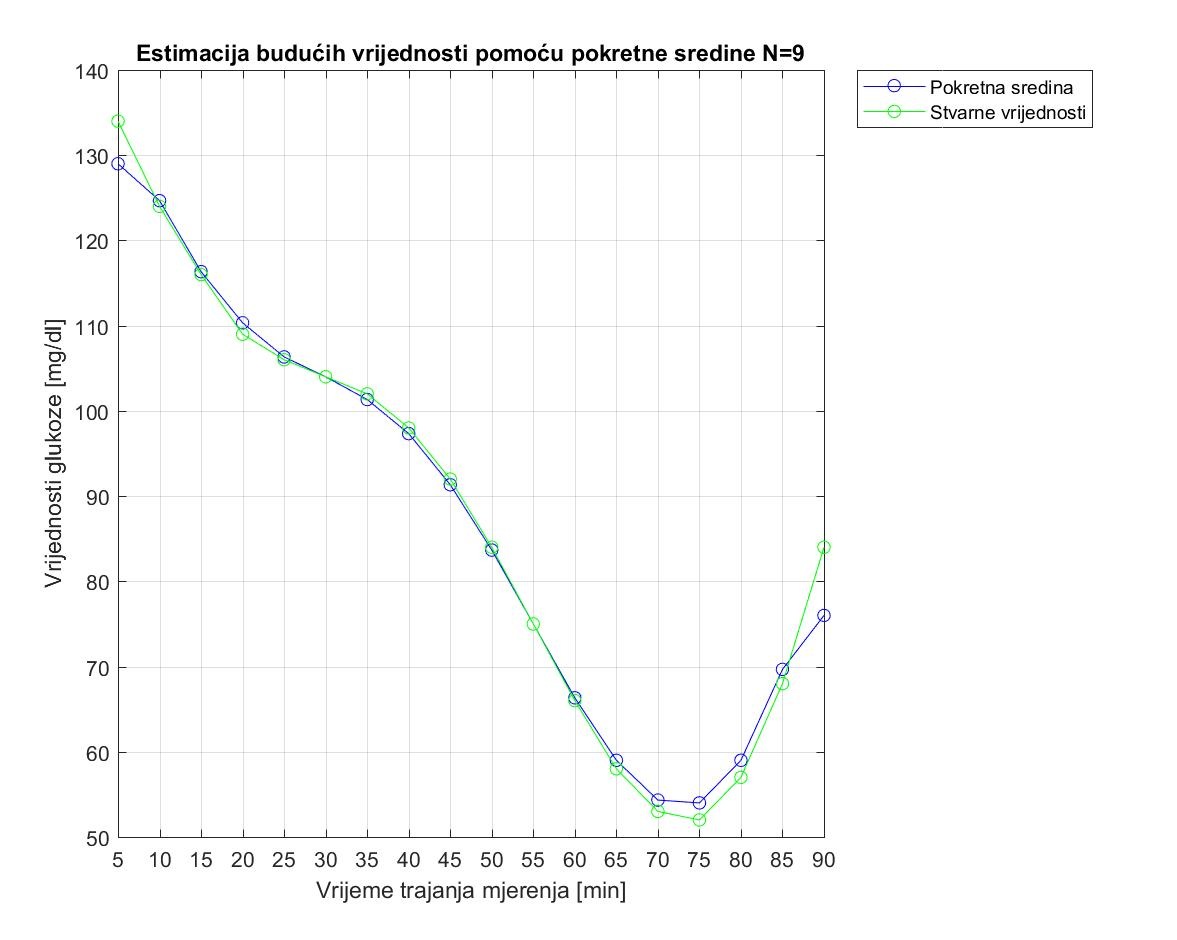 Estimacija budućih vrijednosti pomoću pokretne sredine N=9
Pokretna sredina
Stvarne vrijednosti
Vrijednosti glukoze [mg/dl]
140
130
120
110
100
90
80
70
60
50
5 10 15 20 25 30 35 40 45 50 55 60 65 70 75 80 85 90
Vrijeme trajanja mjerenja [min]